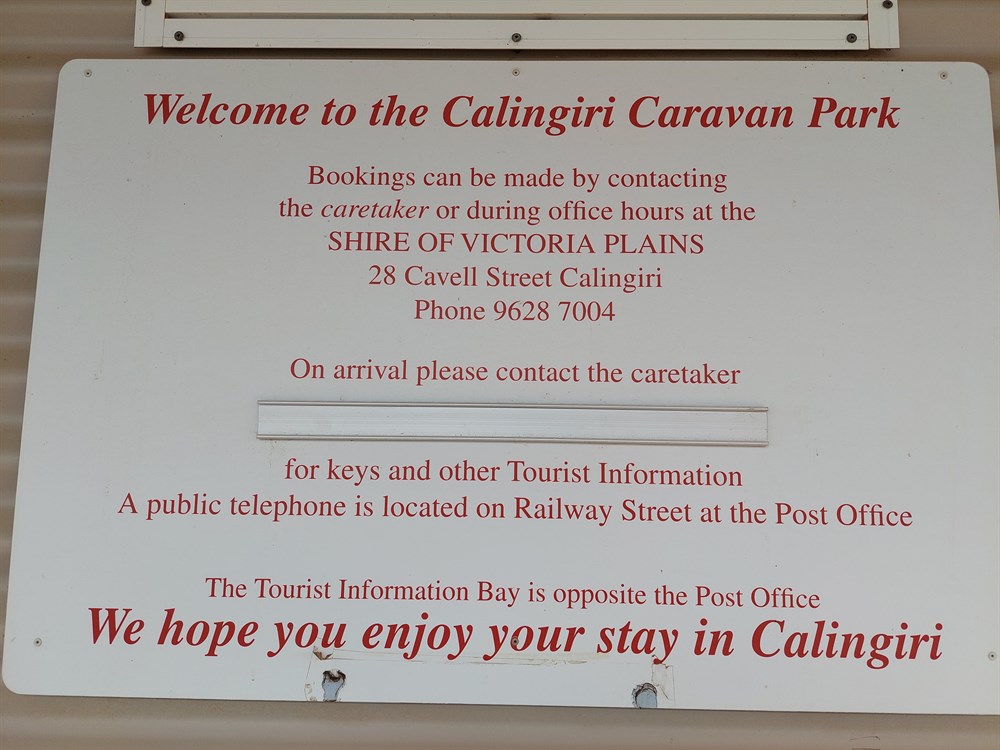 Welcome to the Calingiri Caravan Park
Bookings can be made by contacting
the caretaker or during office hours at the
SHIRE OF VICTORIA PLAINS
28 Cavell Street Calingiri
Phone 9628 7004
On arrival please contact the caretaker
for keys and other Tourist Information
A public telephone is located on Railway Street at the Post Office
The Tourist Information Bay is opposite the Post Office
We hope you enjoy your stay in Calingiri